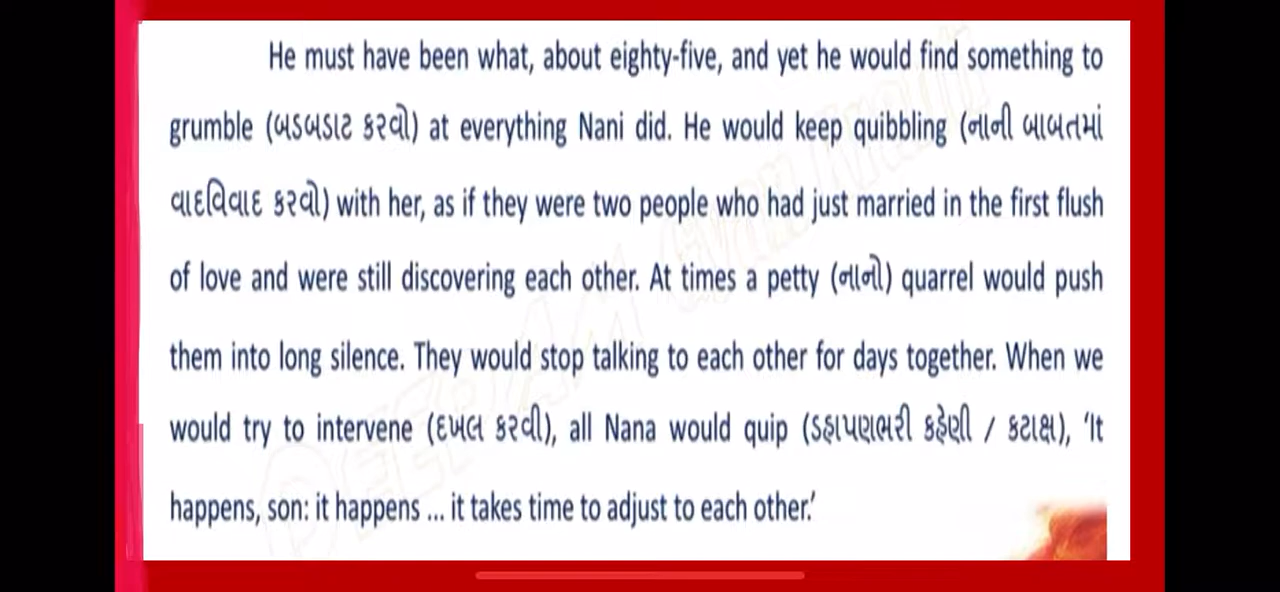 He must have been what, about eighty-five, and yet he would find something to
grumble (બડબડાટ કરવો) at everything Nani did. He would keep quibbling (નાની બાબતમાં
વાદવિવાદ કરવો) with her, as if they were two people who had just married in the first flush
of love and were still discovering each other. At times a petty (નાનો) quarrel would push
them into long silence. They would stop talking to each other for days together. When we
would try to intervene (દખલ કરવી), all Nana would quip (ડહાપણભરી કહેણી / કટાક્ષ), ‘It
happens, son: it happens ... it takes time to adjust to each other.’